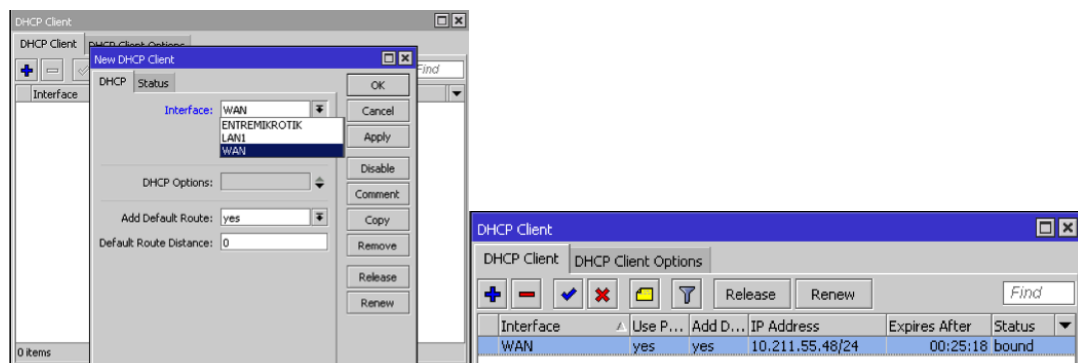 DHCP Client
DHCP Client DHCP Client Options
Find
Interface
0 items
New DHCP Client
DHCP Status
Interface: WAN
ENTREMIKROTIK
LAN1
WAN
DHCP Options:
Add Default Route: yes
Default Route Distance: 0
OK
Cancel
Apply
Disable
Comment
Copy
Remove
Release
Renew
DHCP Client
DHCP Client DHCP Client Options
Release Renew Find
Interface Use P... Add D... IP Address Expires After Status
WAN yes yes 10.211.55.48/24 00:25:18 bound